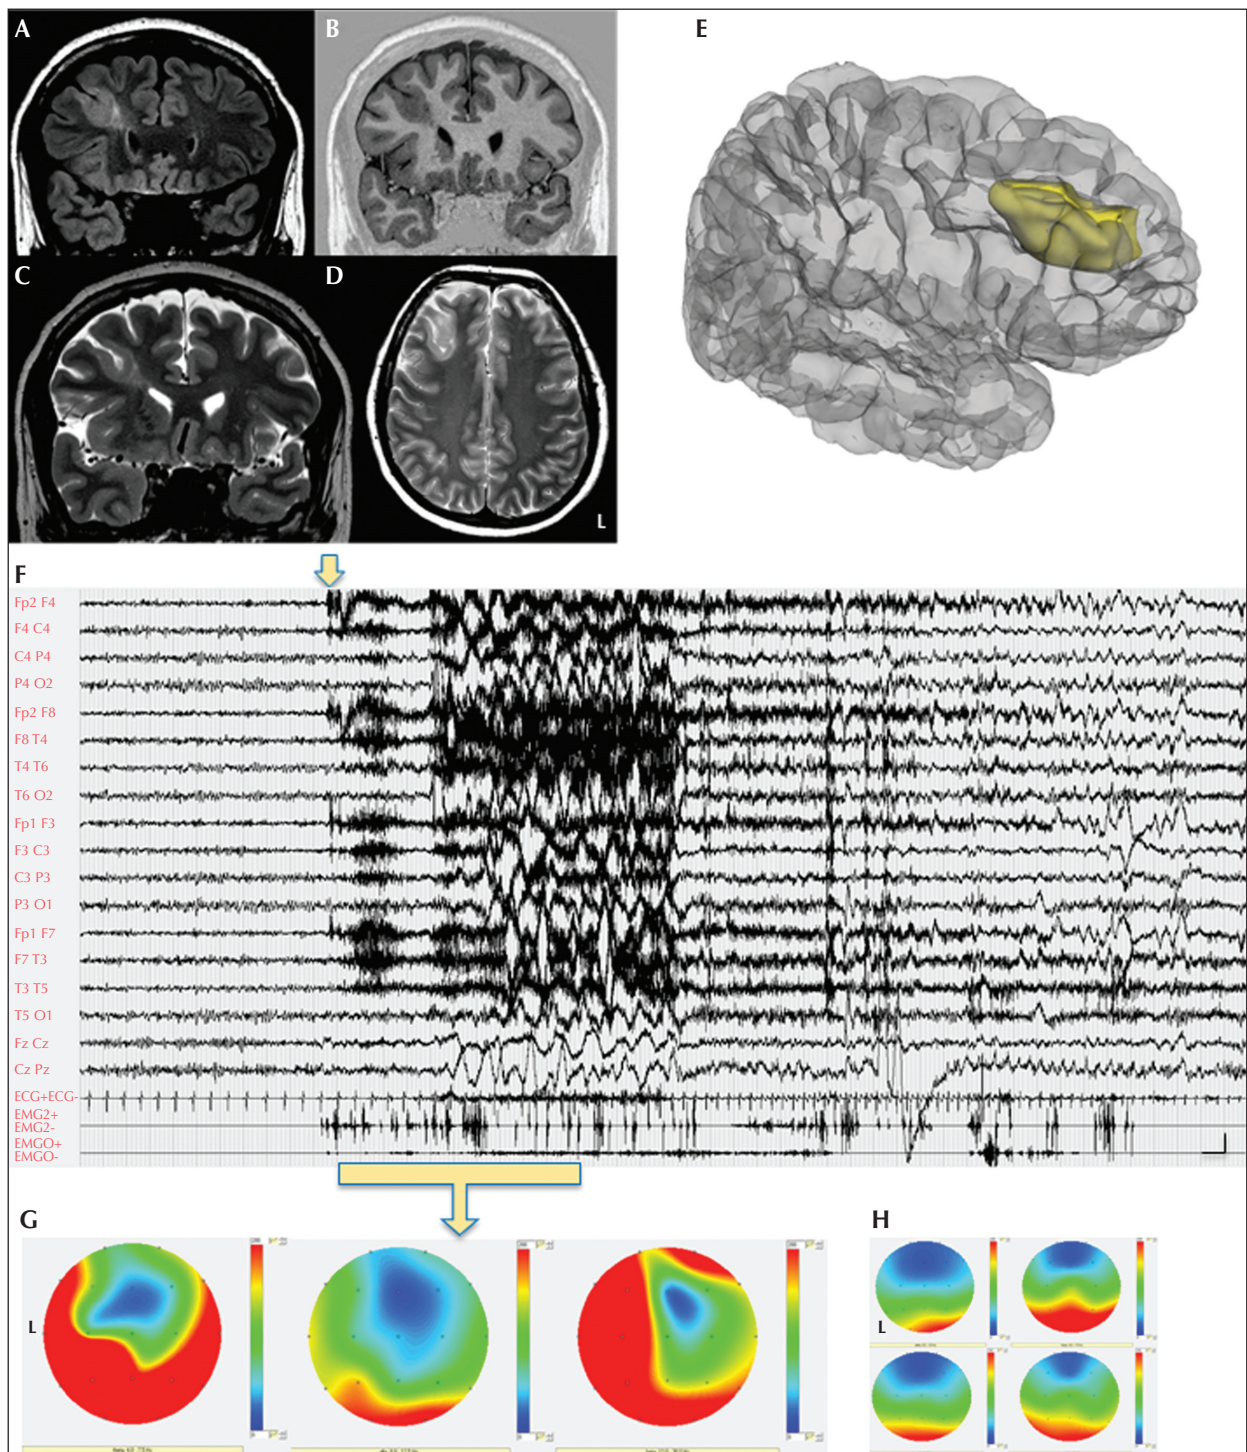 A
B
E
C
D
L
F
Fp2 F4
F4 C4
C4 P4
P4 O2
Fp2 F8
F8 T4
T4 T6
T6 O2
Fp1 F3
F3 C3
C3 P3
P3 O1
Fp1 F7
F7 T3
T3 T5
T5 O1
Fz Cz
Cz Pz
ECG+ECG-
EMG2+
EMG2-
EMGO+
EMGO-
G
H
L
L